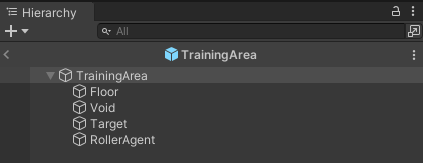 Hierarchy
All
TrainingArea
TrainingArea
Floor
Void
Target
RollerAgent